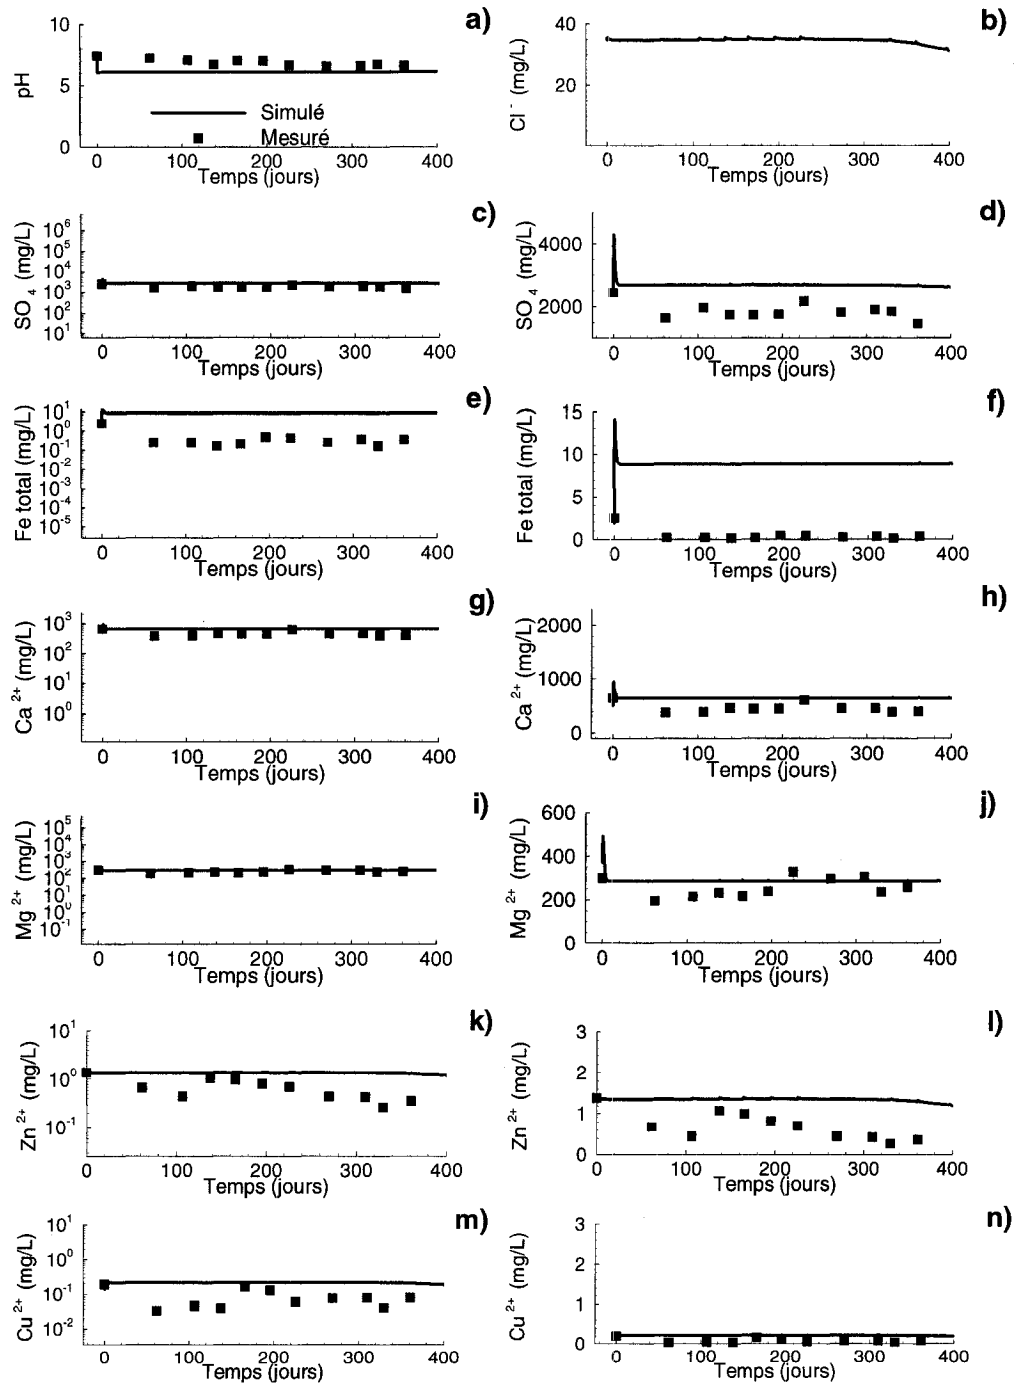 a)
10
5
0
pH
Simulé
Mesuré
0 100 200 300 400
Temps (jours)
b)
40
20
Cl⁻ (mg/L)
0 100 200 300 400
Temps (jours)
c)
10⁶
10⁵
10⁴
10³
10²
10¹
SO₄ (mg/L)
0 100 200 300 400
Temps (jours)
d)
4000
2000
SO₄ (mg/L)
0 100 200 300 400
Temps (jours)
e)
10¹
10⁰
10⁻¹
10⁻²
10⁻³
10⁻⁴
10⁻⁵
Fe total (mg/L)
0 100 200 300 400
Temps (jours)
f)
15
10
5
0
Fe total (mg/L)
0 100 200 300 400
Temps (jours)
g)
10³
10²
10¹
10⁰
Ca²⁺ (mg/L)
0 100 200 300 400
Temps (jours)
h)
2000
1000
0
Ca²⁺ (mg/L)
0 100 200 300 400
Temps (jours)
i)
10⁵
10⁴
10³
10²
10¹
10⁰
10⁻¹
Mg²⁺ (mg/L)
0 100 200 300 400
Temps (jours)
j)
600
400
200
0
Mg²⁺ (mg/L)
0 100 200 300 400
Temps (jours)
k)
10¹
10⁰
10⁻¹
Zn²⁺ (mg/L)
0 100 200 300 400
Temps (jours)
l)
3
2
1
0
Zn²⁺ (mg/L)
0 100 200 300 400
Temps (jours)
m)
10¹
10⁰
10⁻¹
10⁻²
Cu²⁺ (mg/L)
0 100 200 300 400
Temps (jours)
n)
3
2
1
0
Cu²⁺ (mg/L)
0 100 200 300 400
Temps (jours)